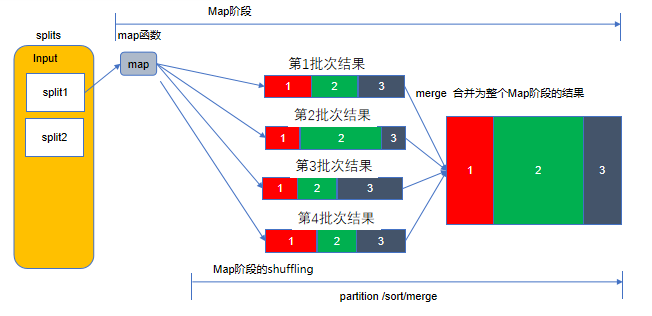 Map阶段
splits
map函数
Input
map
split1
split2
第1批次结果
1 2 3
第2批次结果
1 2 3
第3批次结果
1 2 3
第4批次结果
1 2 3
merge 合并为整个Map阶段的结果
1 2 3
Map阶段的shuffling
partition /sort/merge